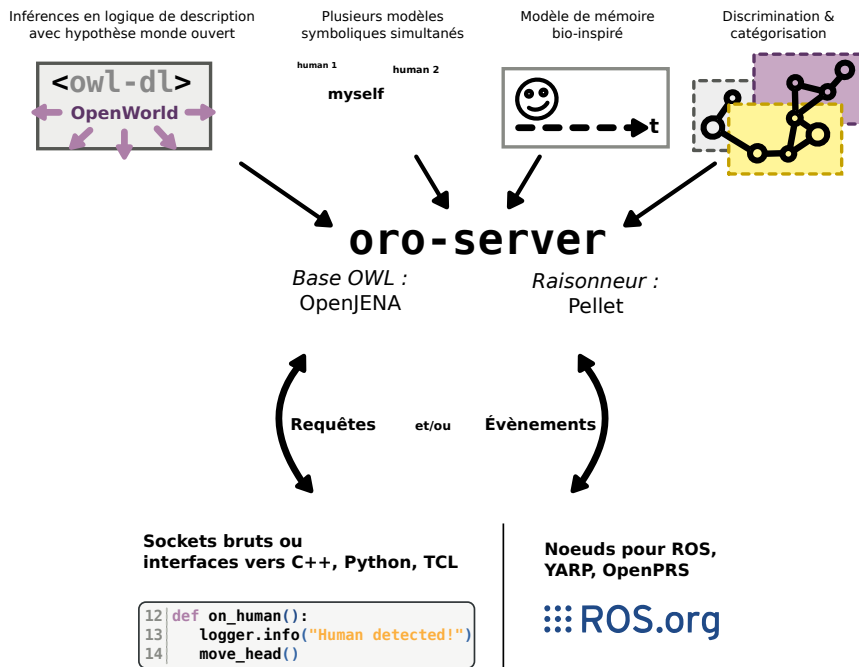 Inférences en logique de description
avec hypothèse monde ouvert
Plusieurs modèles
symboliques simultanés
Modèle de mémoire
bio-inspiré
Discrimination &
catégorisation
<owl-dl>
OpenWorld
human 1
human 2
myself
t
oro-server
Base OWL :
OpenJENA
Raisonneur :
Pellet
Requêtes
et/ou
Évènements
Sockets bruts ou
interfaces vers C++, Python, TCL
Noeuds pour ROS,
YARP, OpenPRS
12 def on_human():
13 logger.info("Human detected!")
14 move_head()
ROS.org